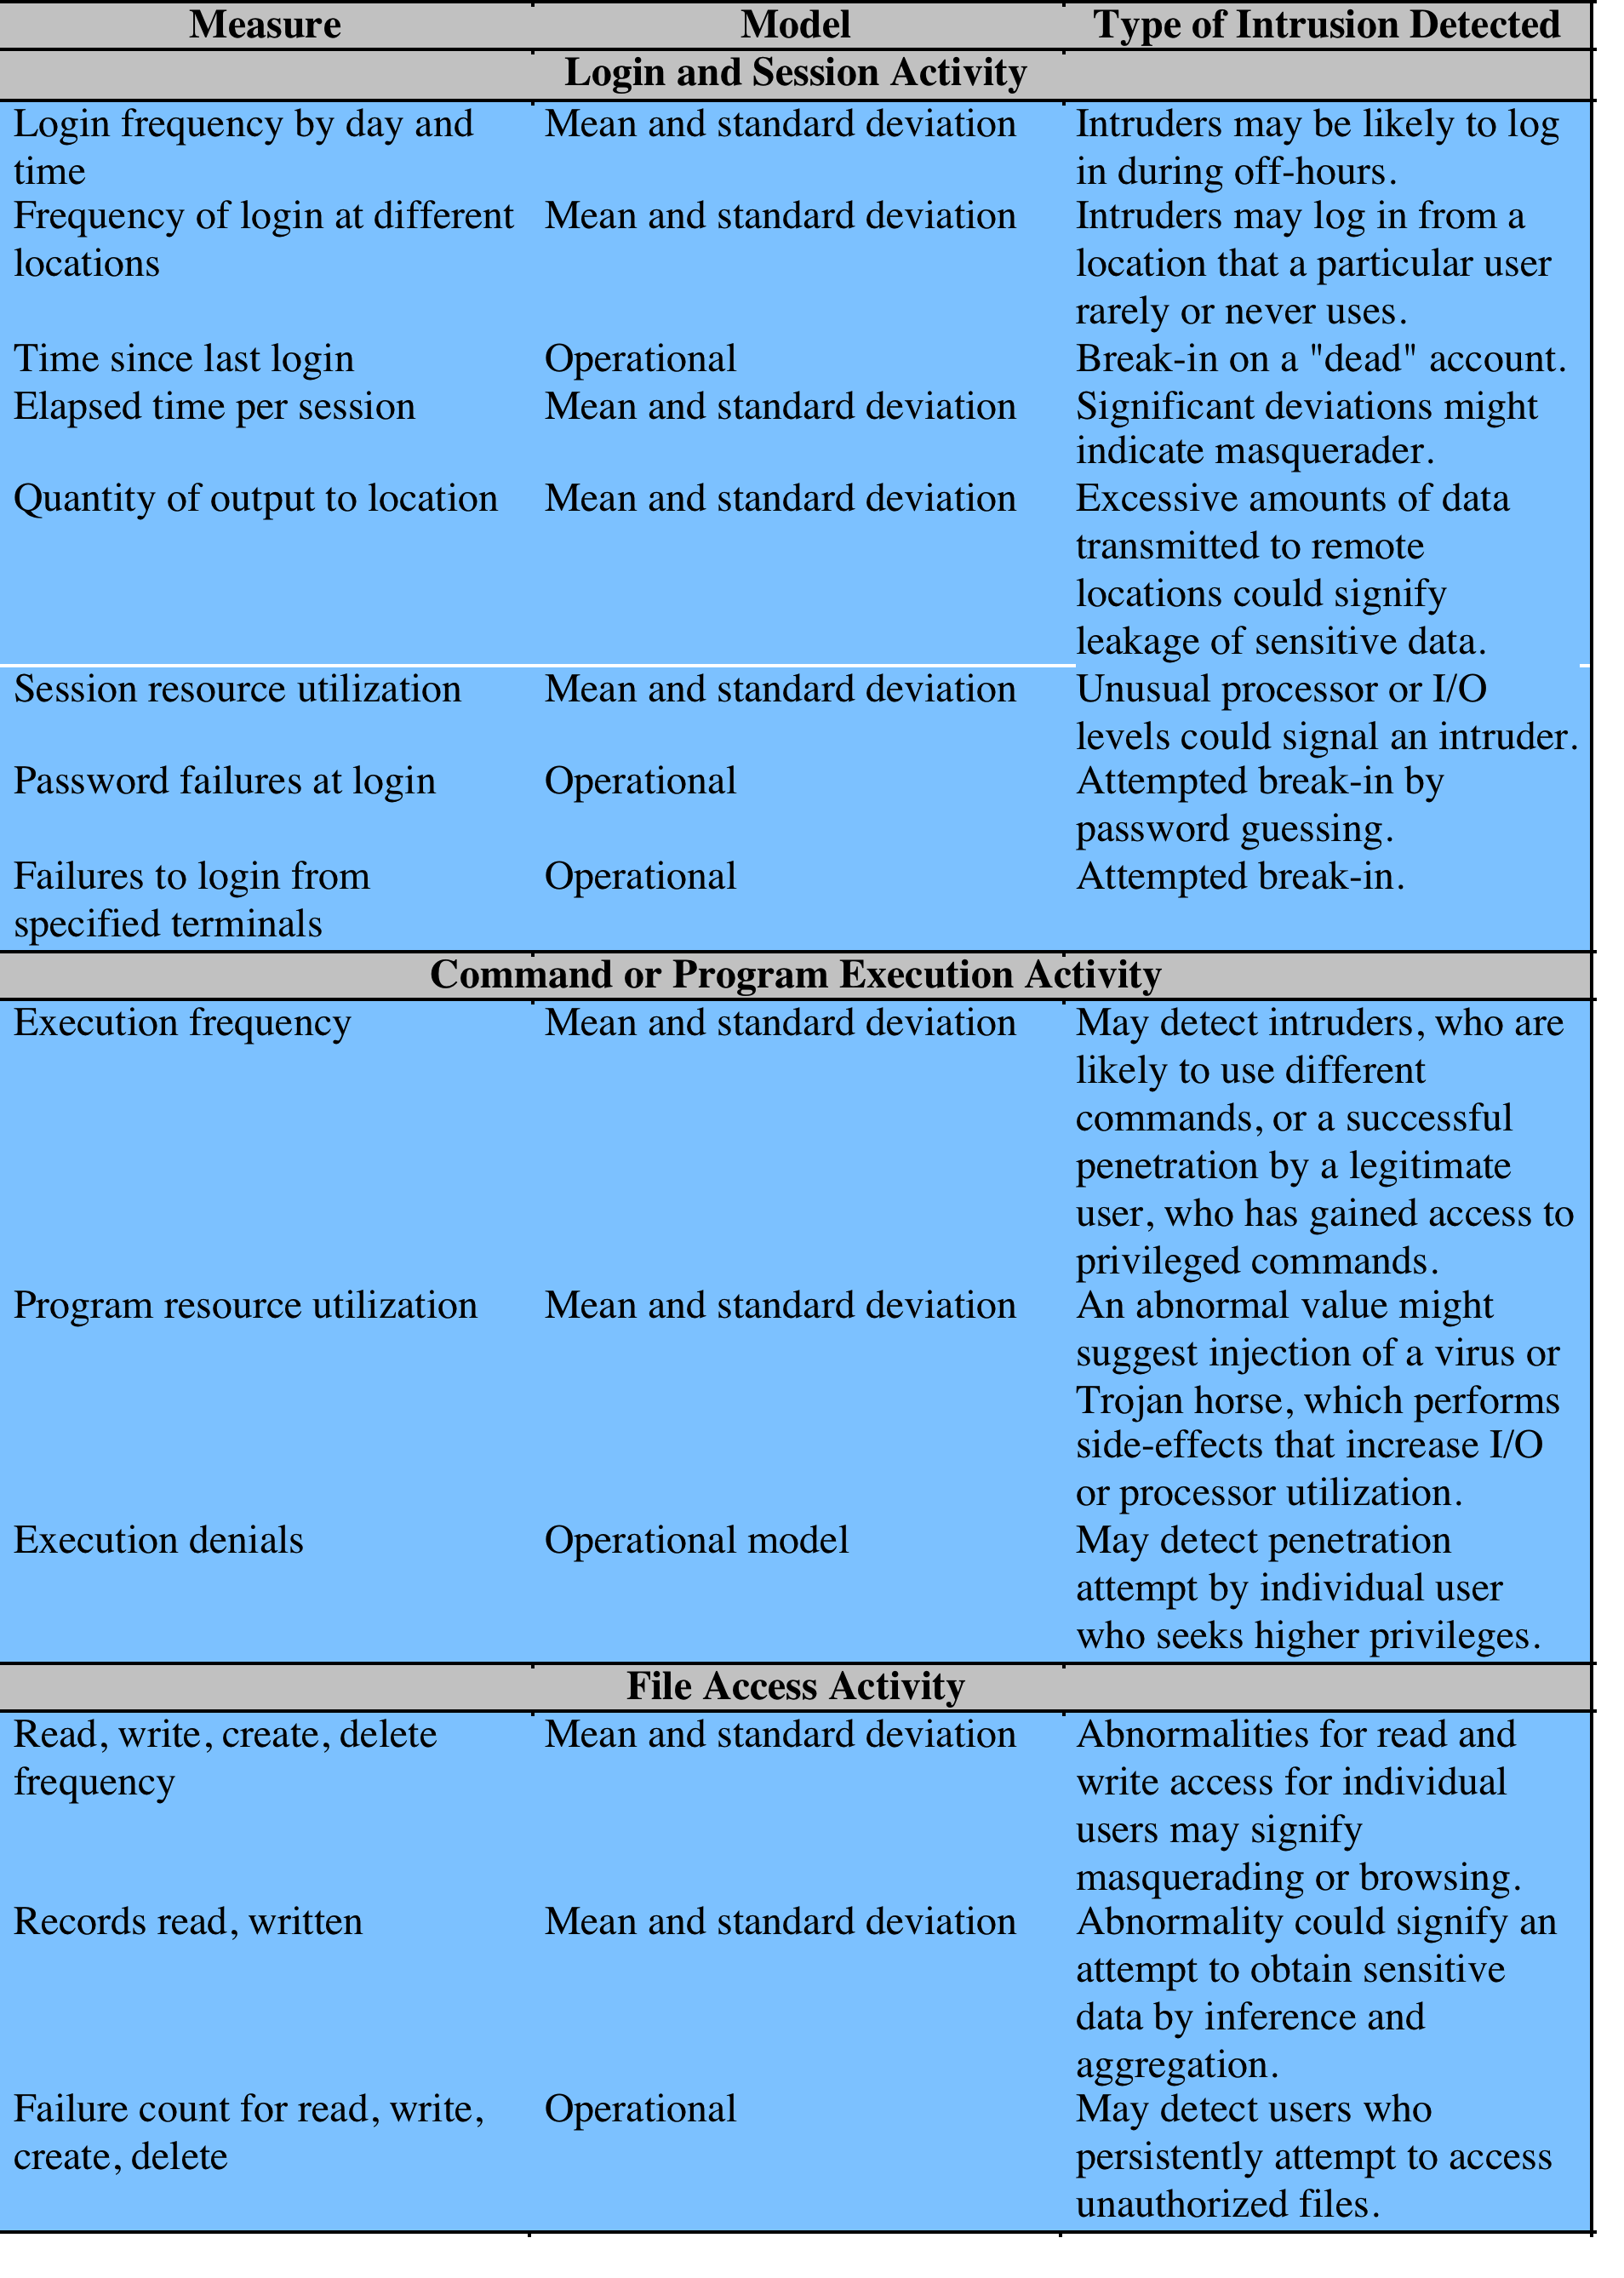 Measure Model Type of Intrusion Detected
Login and Session Activity
Login frequency by day and time Mean and standard deviation Intruders may be likely to log in during off-hours.
Frequency of login at different locations Mean and standard deviation Intruders may log in from a location that a particular user rarely or never uses.
Time since last login Operational Break-in on a "dead" account.
Elapsed time per session Mean and standard deviation Significant deviations might indicate masquerader.
Quantity of output to location Mean and standard deviation Excessive amounts of data transmitted to remote locations could signify leakage of sensitive data.
Session resource utilization Mean and standard deviation Unusual processor or I/O levels could signal an intruder.
Password failures at login Operational Attempted break-in by password guessing.
Failures to login from specified terminals Operational Attempted break-in.
Command or Program Execution Activity
Execution frequency Mean and standard deviation May detect intruders, who are likely to use different commands, or a successful penetration by a legitimate user, who has gained access to privileged commands.
Program resource utilization Mean and standard deviation An abnormal value might suggest injection of a virus or Trojan horse, which performs side-effects that increase I/O or processor utilization.
Execution denials Operational model May detect penetration attempt by individual user who seeks higher privileges.
File Access Activity
Read, write, create, delete frequency Mean and standard deviation Abnormalities for read and write access for individual users may signify masquerading or browsing.
Records read, written Mean and standard deviation Abnormality could signify an attempt to obtain sensitive data by inference and aggregation.
Failure count for read, write, create, delete Operational May detect users who persistently attempt to access unauthorized files.